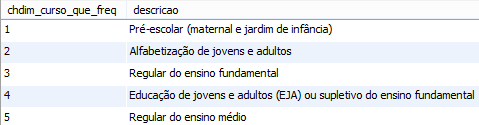 chdim_curso_que_freq descricao
1 Pré-escolar (maternal e jardim de infância)
2 Alfabetização de jovens e adultos
3 Regular do ensino fundamental
4 Educação de jovens e adultos (EJA) ou supletivo do ensino fundamental
5 Regular do ensino médio